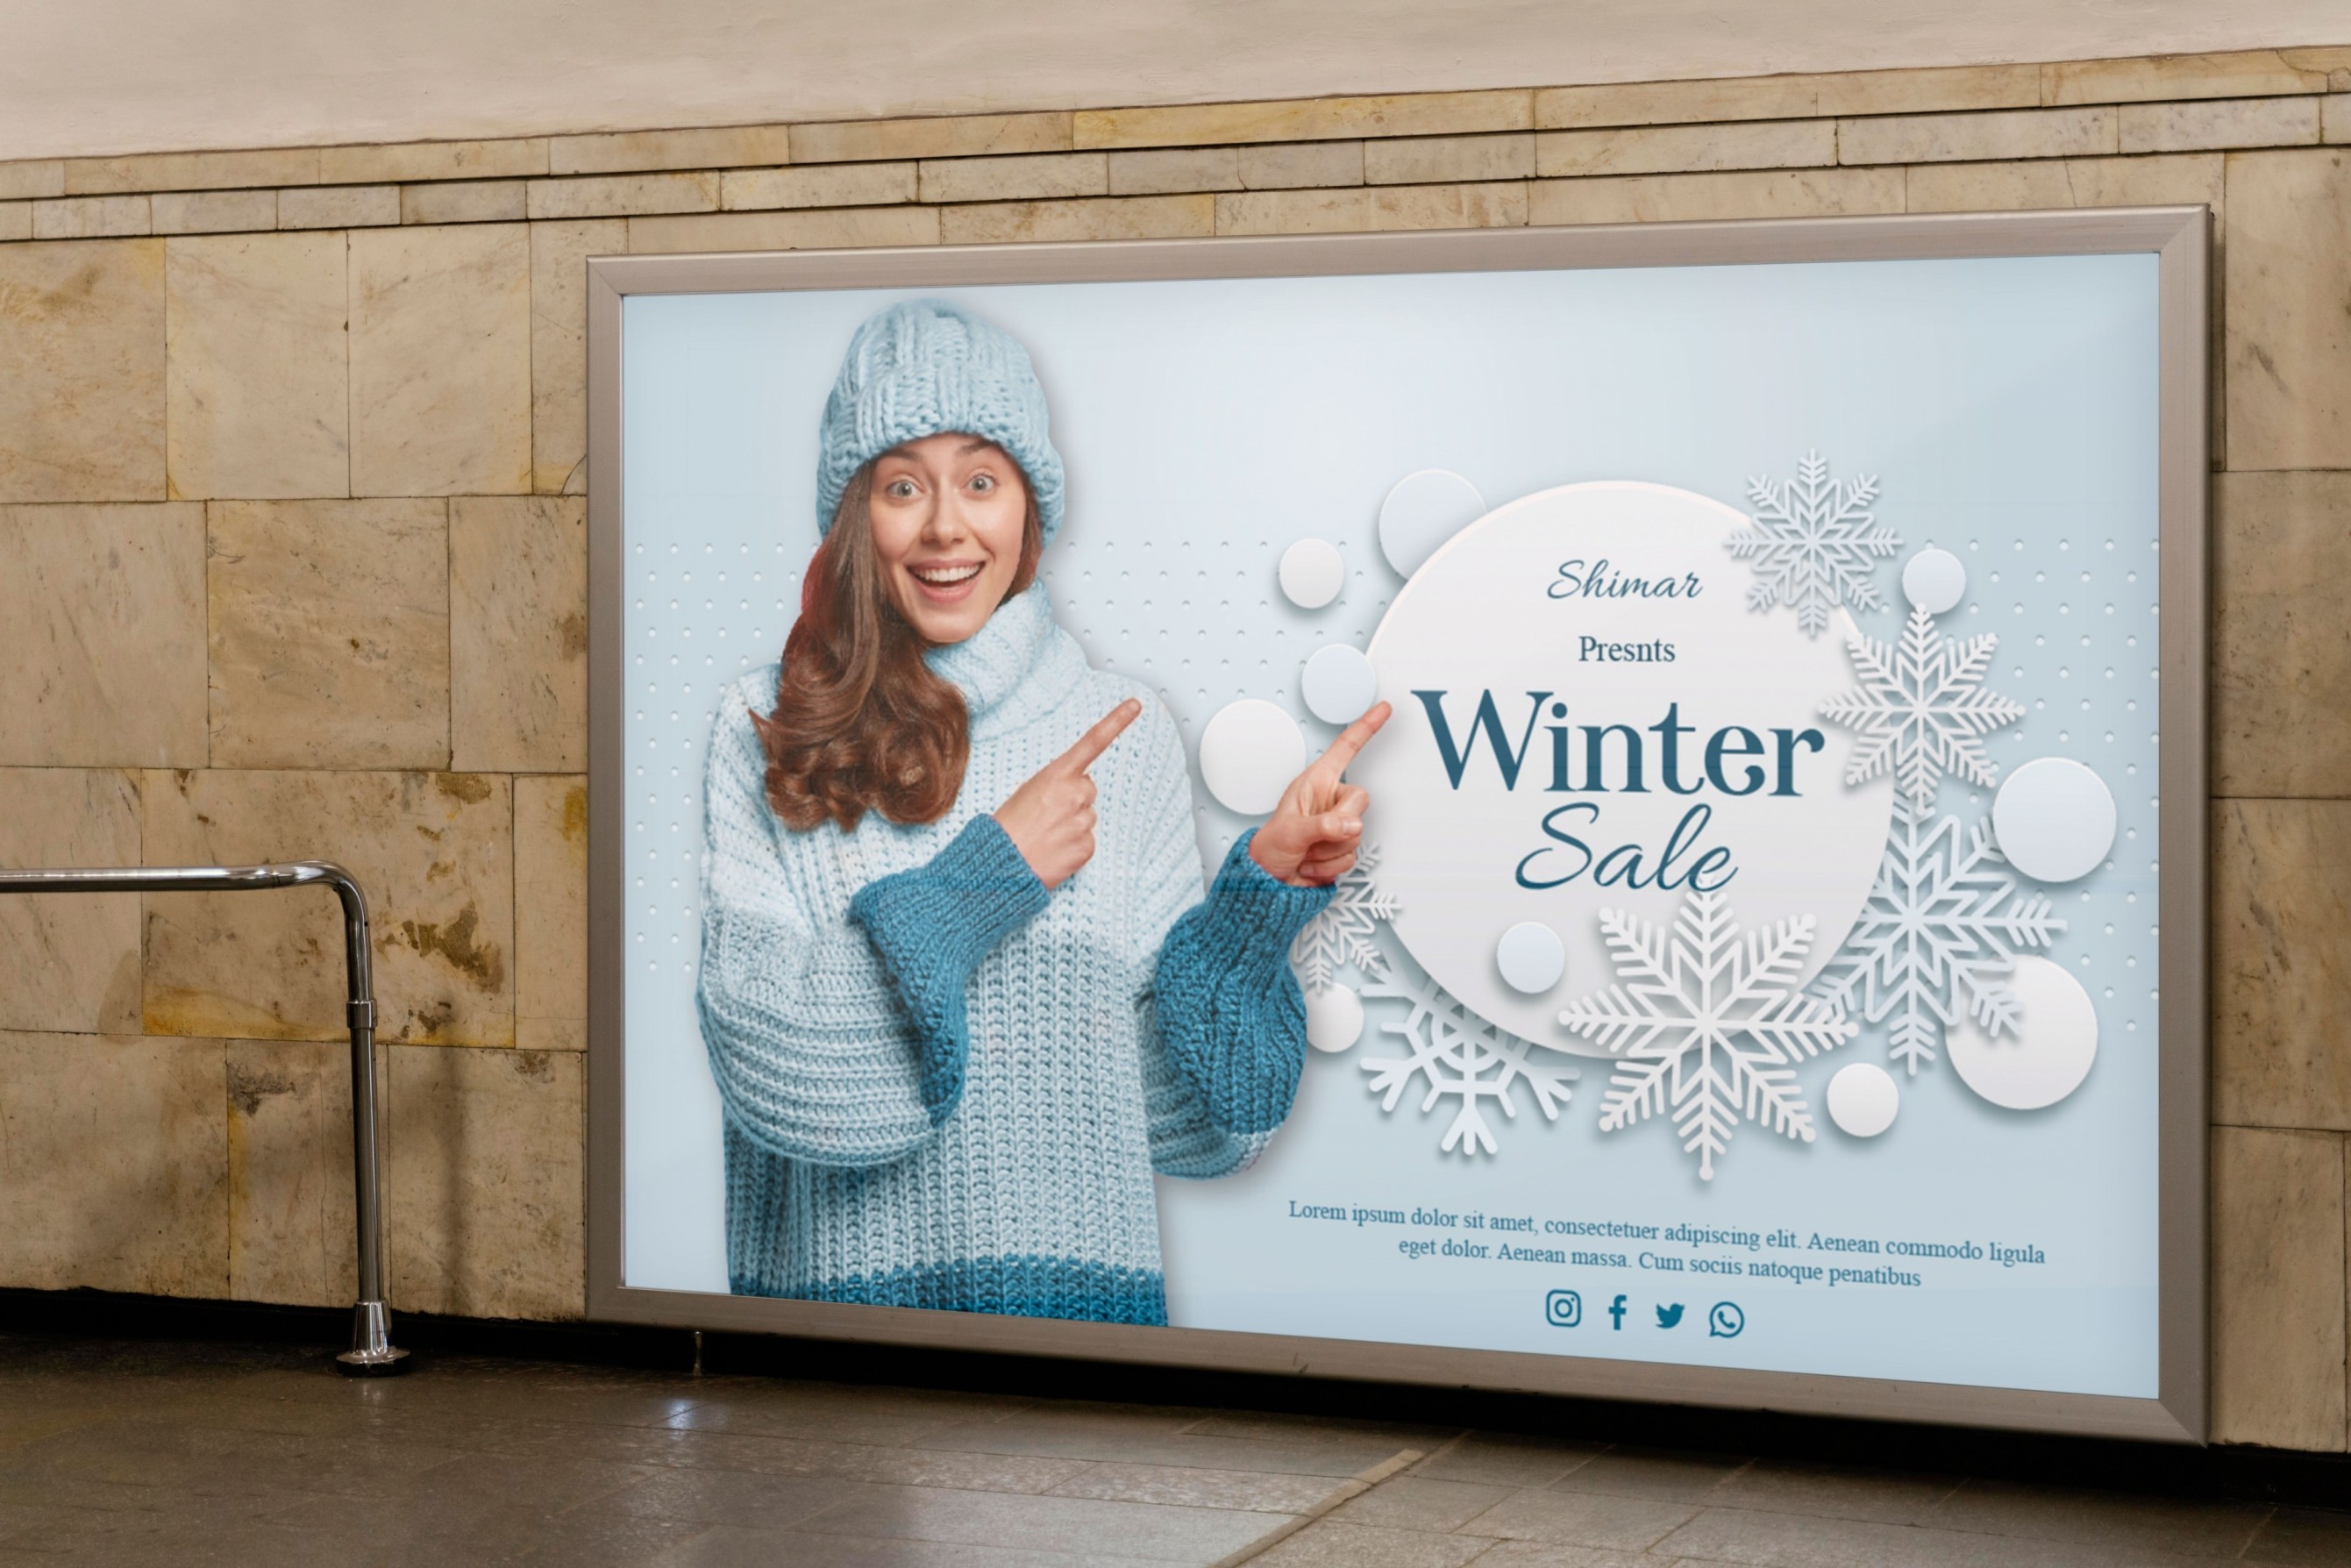 Shimar
Presnts
Winter
Sale
Lorem ipsum dolor sit amet, consectetuer adipiscing elit. Aenean commodo ligula
eget dolor. Aenean massa. Cum sociis natoque penatibus